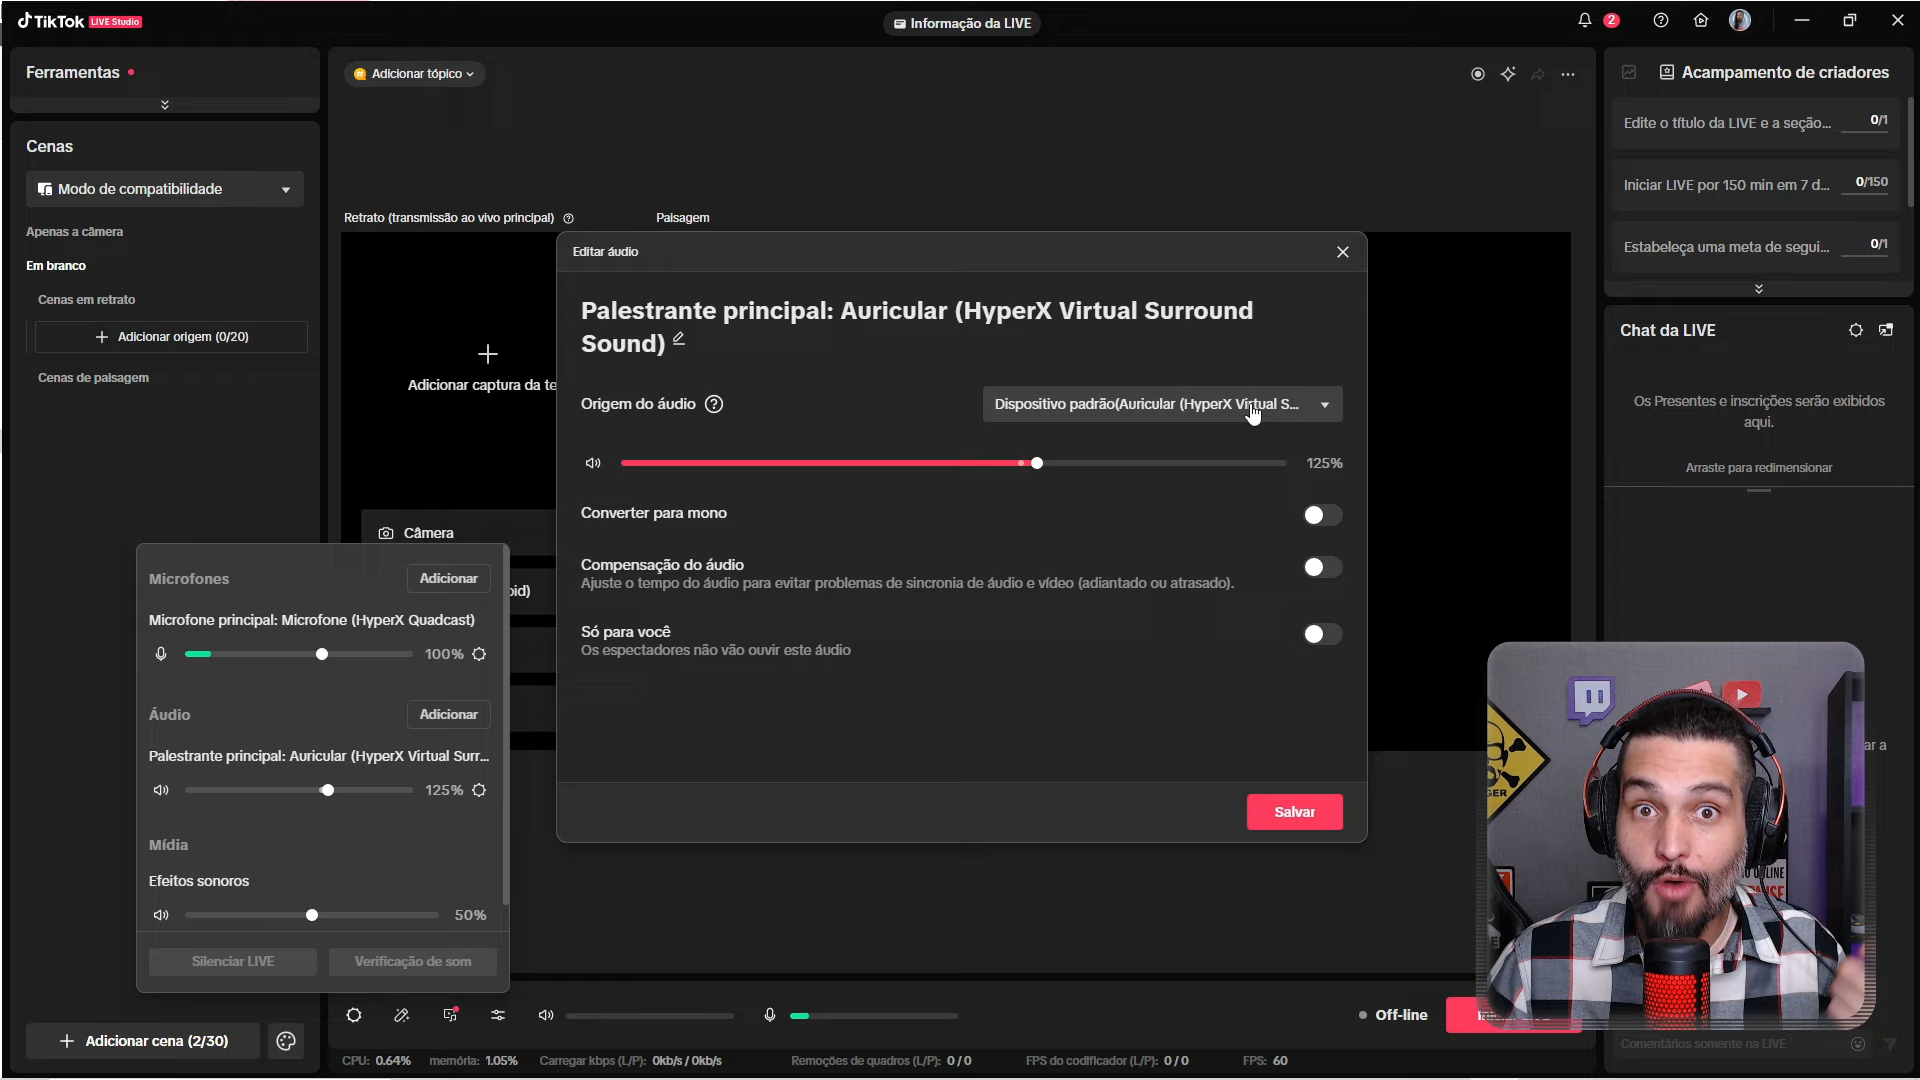 TikTok LIVE Studio
Informação da LIVE
2
Ferramentas
Adicionar tópico
Acampamento de criadores
Edite o título da LIVE e a seção... 0/1
Iniciar LIVE por 150 min em 7 d... 0/150
Estabeleça uma meta de segui... 0/1
Cenas
Modo de compatibilidade
Apenas a câmera
Em branco
Cenas em retrato
Adicionar origem (0/20)
Cenas de paisagem
Retrato (transmissão ao vivo principal)
Paisagem
Adicionar captura da te
Câmera
oid)
Editar áudio
Palestrante principal: Auricular (HyperX Virtual Surround
Sound)
Origem do áudio
Dispositivo padrão(Auricular (HyperX Virtual S...
125%
Converter para mono
Compensação do áudio
Ajuste o tempo do áudio para evitar problemas de sincronia de áudio e vídeo (adiantado ou atrasado).
Só para você
Os espectadores não vão ouvir este áudio
Salvar
Chat da LIVE
Os Presentes e inscrições serão exibidos
aqui.
Arraste para redimensionar
ar a
Microfones
Adicionar
Microfone principal: Microfone (HyperX Quadcast)
100%
Áudio
Adicionar
Palestrante principal: Auricular (HyperX Virtual Surr...
125%
Mídia
Efeitos sonoros
50%
Silenciar LIVE
Verificação de som
Adicionar cena (2/30)
Off-line
CPU: 0.64%
memória: 1.05%
Carregar kbps (L/P): 0kb/s / 0kb/s
Remoções de quadros (L/P): 0 / 0
FPS do codificador (L/P): 0 / 0
FPS: 60
Comentários somente na LIVE